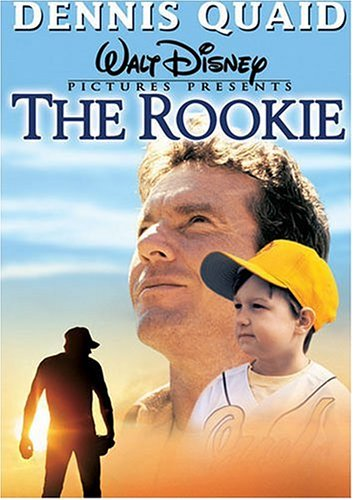 DENNIS QUAID
WALT DISNEY
PICTURES PRESENTS
THE ROOKIE